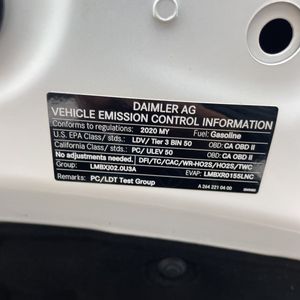 DAIMLER AG
VEHICLE EMISSION CONTROL INFORMATION
Conforms to regulations: 2020 MY Fuel: Gasoline
U.S. EPA Class/ stds.: LDV/ Tier 3 BIN 50 OBD: CA OBD II
California Class/ stds.: PC/ ULEV 50 OBD: CA OBD II
No adjustments needed. DFI/TC/CAC/WR-HO2S/HO2S/TWC
Group: LMBXJ02.0U3A EVAP: LMBXR0155LNC
Remarks: PC/LDT Test Group A 264 221 04 00